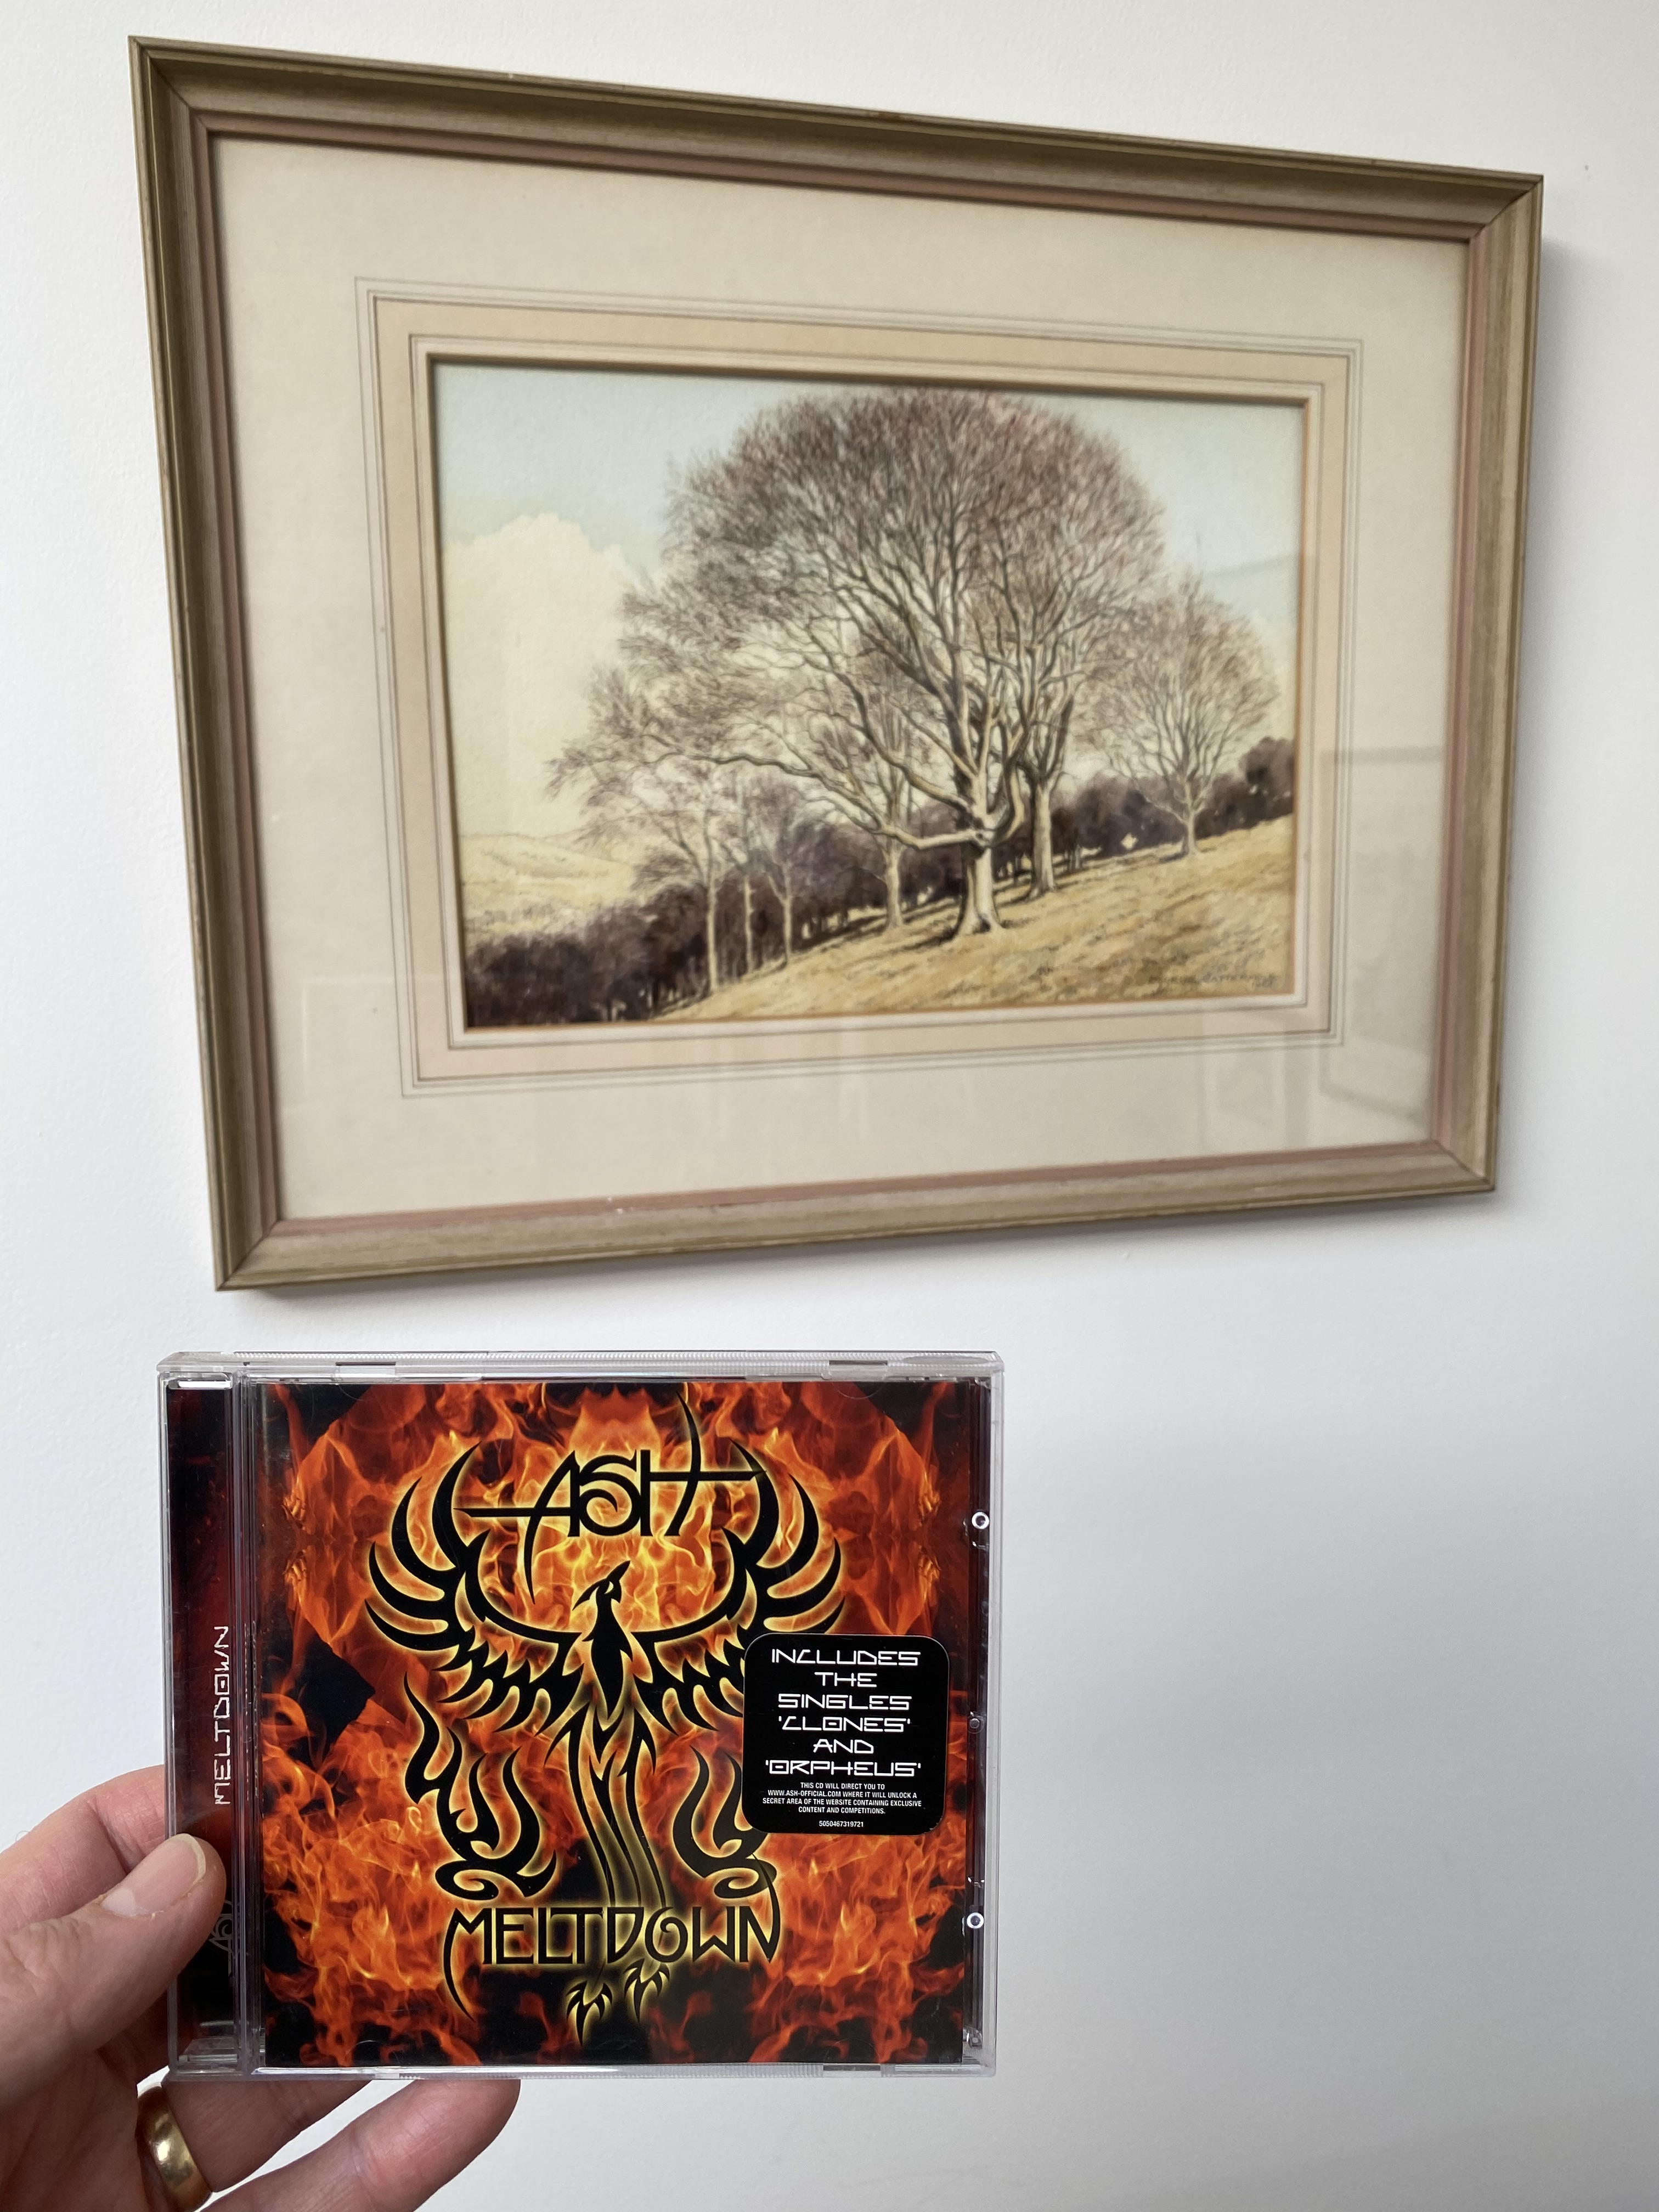 ASH
MELTDOWN
INCLUDES
THE
SINGLES
'CLONES'
AND
'ORPHEUS'
THIS CD WILL DIRECT YOU TO
WWW.ASH-OFFICIAL.COM WHERE IT WILL UNLOCK A
SECRET AREA OF THE WEBSITE CONTAINING EXCLUSIVE
CONTENT AND COMPETITIONS.
5050467319721
MELTDOWN
ASH